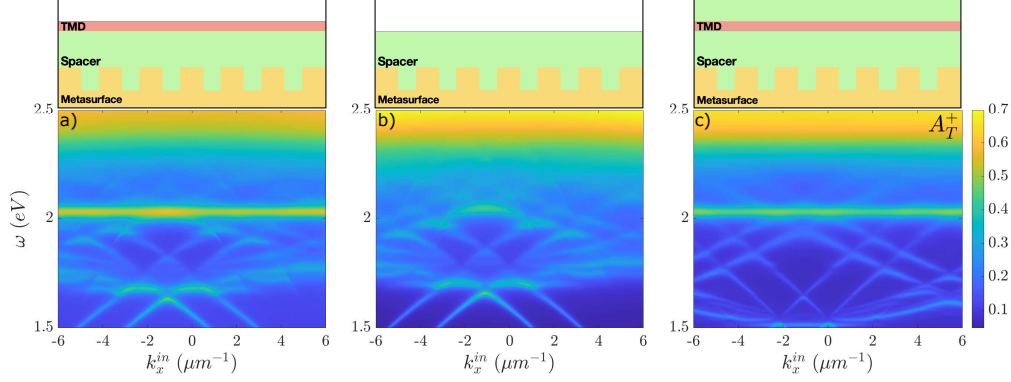 TMD
TMD
Spacer
Spacer
Spacer
Metasurface
Metasurface
Metasurface
2.5
2.5
2.5
a)
b)
c)
A_T^+
0.7
0.6
0.5
0.4
0.3
0.2
0.1
ω (eV)
2
2
2
1.5
1.5
1.5
-6 -4 -2 0 2 4 6
-6 -4 -2 0 2 4 6
-6 -4 -2 0 2 4 6
k_x^{in} (μm^{-1})
k_x^{in} (μm^{-1})
k_x^{in} (μm^{-1})